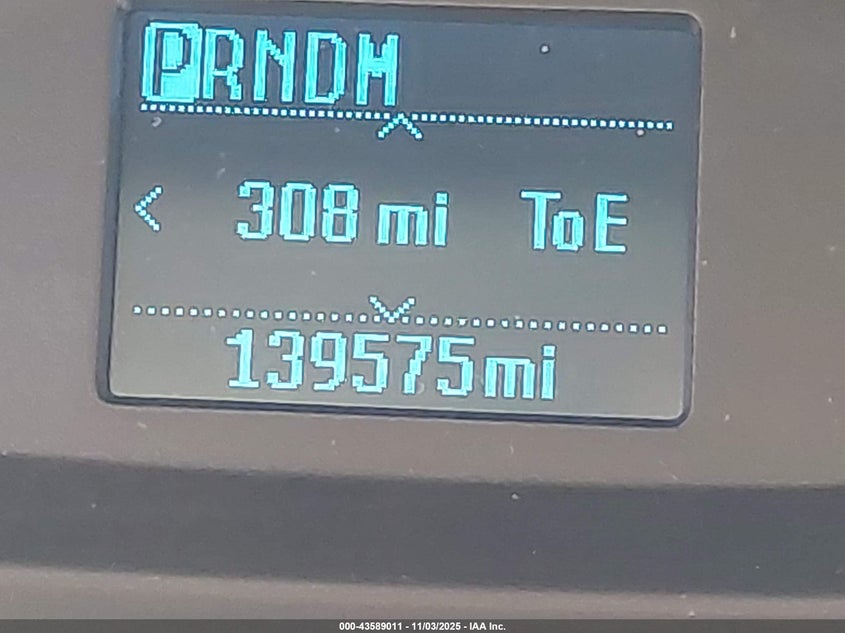 PRNDM
308 mi ToE
139575mi
000-43589011 - 11/03/2025 - IAA Inc.